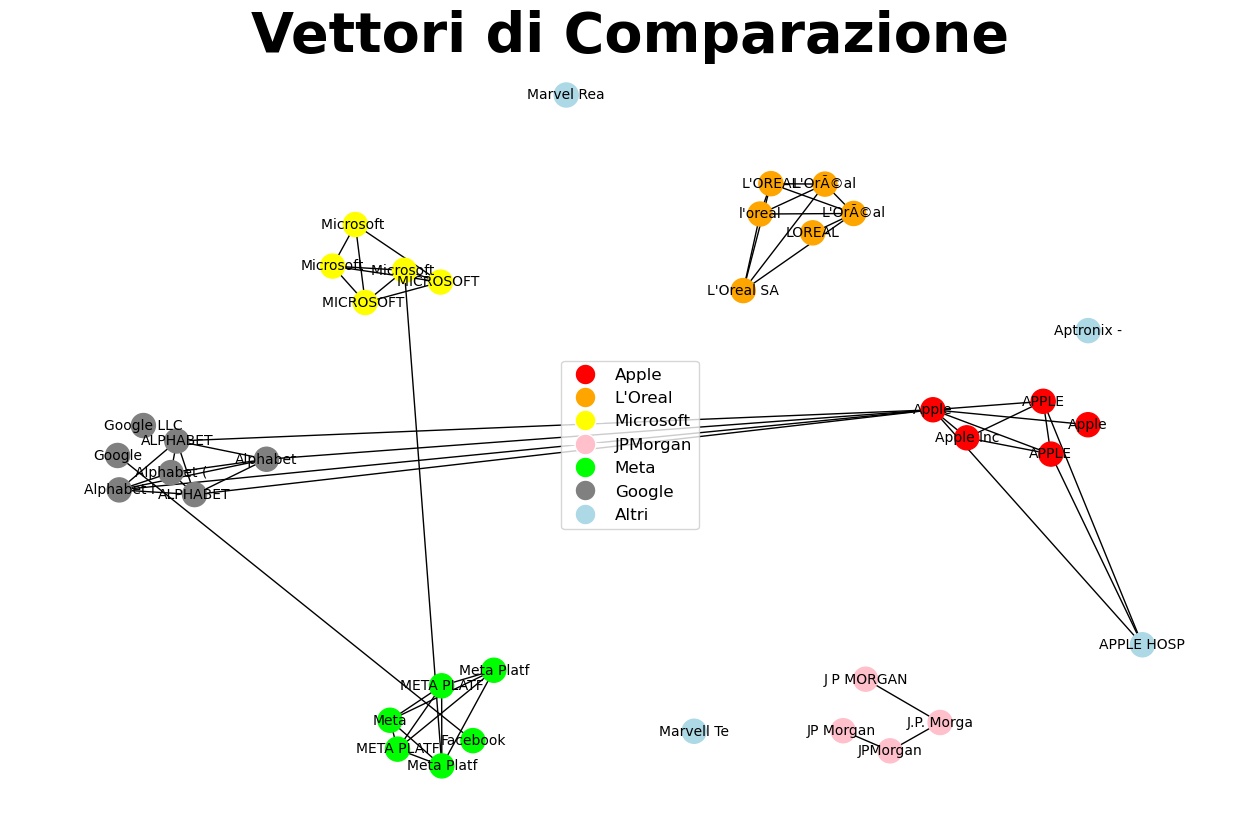 Vettori di Comparazione
Marvel Rea
L'OREAL
L'OrÃ©al
l'oreal
L'OrÃ©al
LOREAL
L'Oreal SA
Microsoft
Microsoft
Microsoft
MICROSOFT
MICROSOFT
Aptronix -
Apple
L'Oreal
Microsoft
JPMorgan
Meta
Google
Altri
Apple
APPLE
Apple
Apple Inc
APPLE
Google LLC
ALPHABET
Google
Alphabet
Alphabet (
Alphabet
ALPHABET
APPLE HOSP
Meta Platf
META PLATF
Meta
Facebook
META PLATF
Meta Platf
Marvell Te
J P MORGAN
J.P. Morga
JP Morgan
JPMorgan